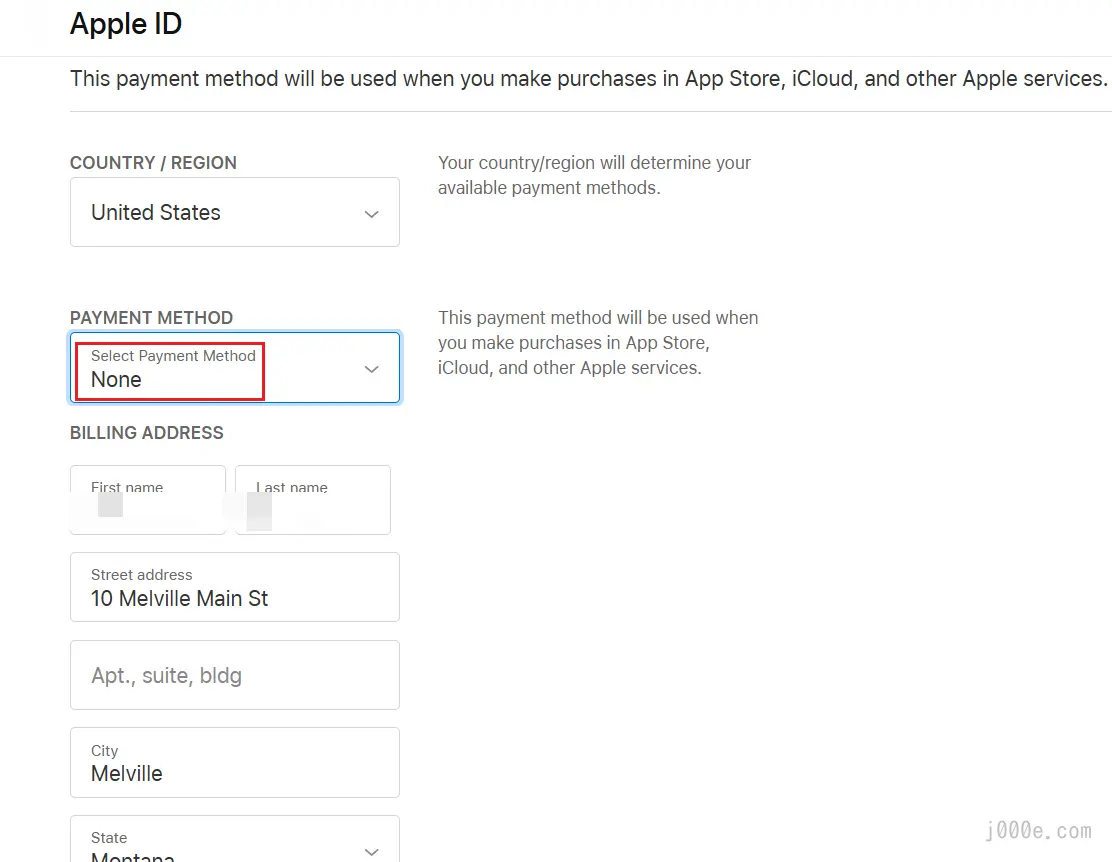 Apple ID
This payment method will be used when you make purchases in App Store, iCloud, and other Apple services.
COUNTRY / REGION
United States
Your country/region will determine your
available payment methods.
PAYMENT METHOD
Select Payment Method
None
This payment method will be used when
you make purchases in App Store,
iCloud, and other Apple services.
BILLING ADDRESS
First name
Last name
Street address
10 Melville Main St
Apt., suite, bldg
City
Melville
State
Montana
j000e.com